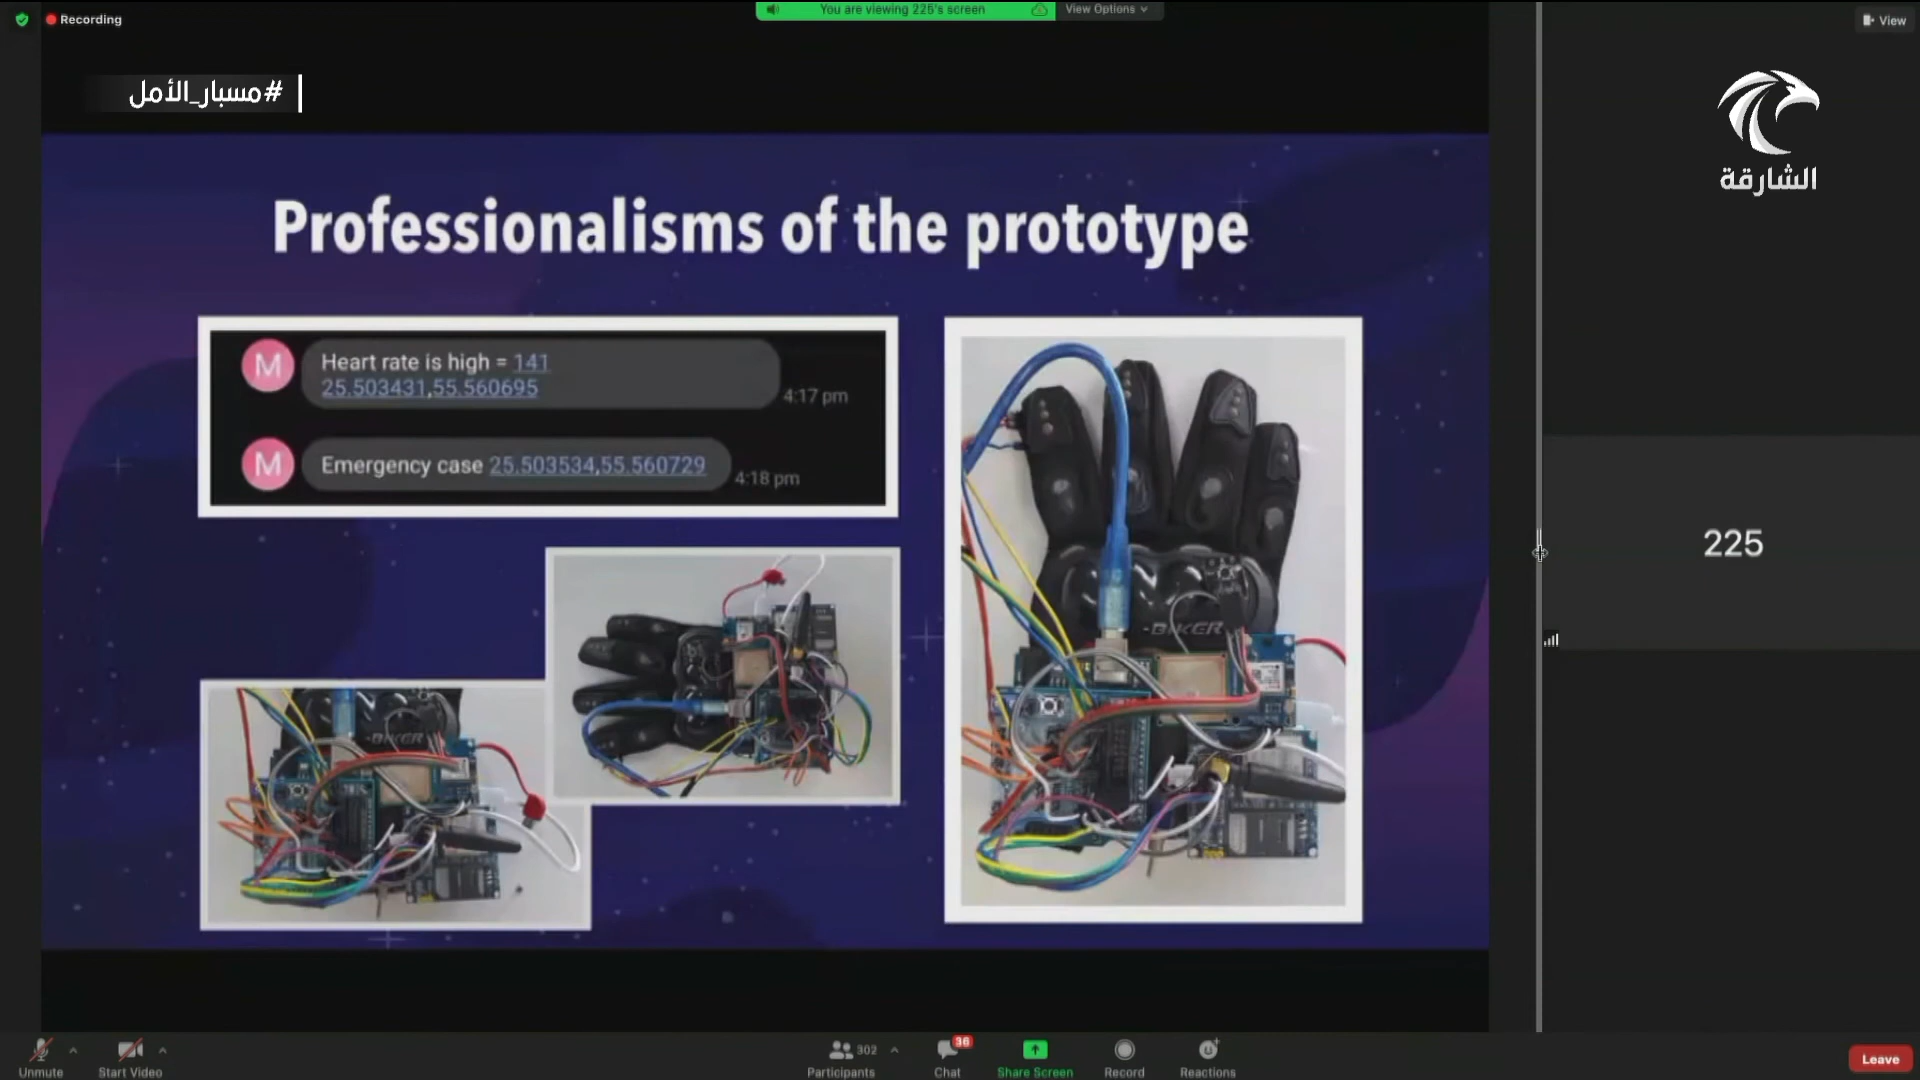 Recording
You are viewing 225's screen
View Options
View
#مسبار_الأمل
الشارقة
Professionalisms of the prototype
M
Heart rate is high = 141
25.503431,55.560695
4:17 pm
M
Emergency case 25.503534,55.560729
4:18 pm
-BIKER
-BIKER
225
Unmute
Start Video
302
Participants
36
Chat
Share Screen
Record
Reactions
Leave